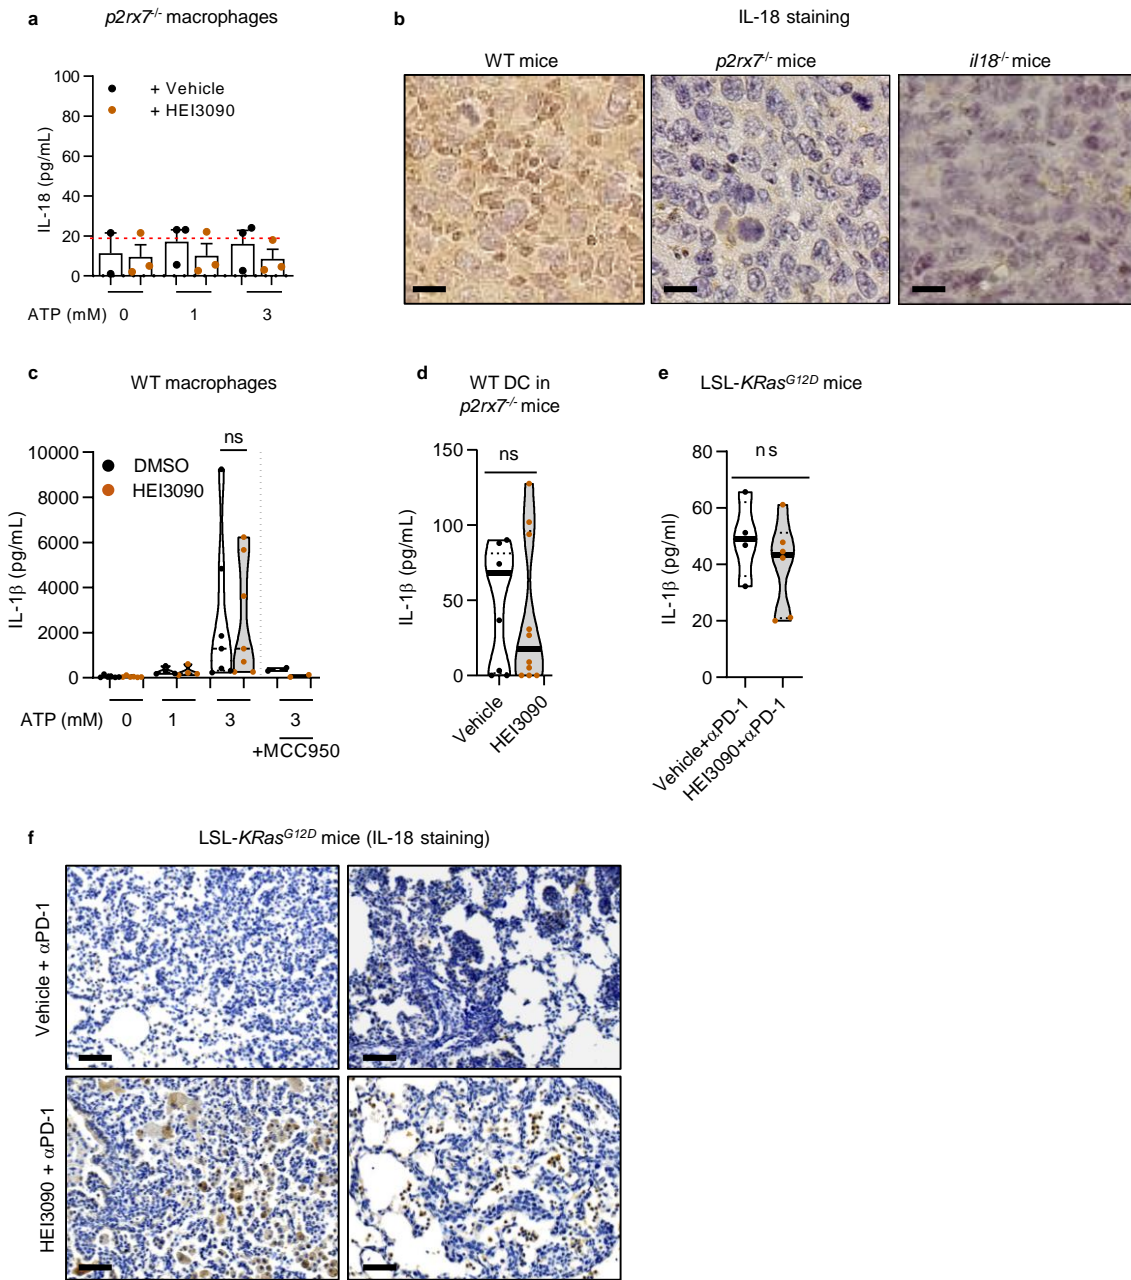 a
p2rx7-/- macrophages
+ Vehicle
+ HEI3090
IL-18 (pg/mL)
100
80
60
40
20
0
ATP (mM) 0 1 3
b
IL-18 staining
WT mice p2rx7-/- mice il18-/- mice
c
WT macrophages
ns
DMSO
HEI3090
IL-1β (pg/mL)
10000
8000
6000
4000
2000
0
ATP (mM) 0 1 3 3
+MCC950
d
WT DC in
p2rx7-/- mice
ns
IL-1β (pg/mL)
150
100
50
0
Vehicle
HEI3090
e
LSL-KRasG12D mice
ns
IL-1β (pg/ml)
80
60
40
20
0
Vehicle+αPD-1
HEI3090+αPD-1
f
LSL-KRasG12D mice (IL-18 staining)
Vehicle + αPD-1
HEI3090 + αPD-1